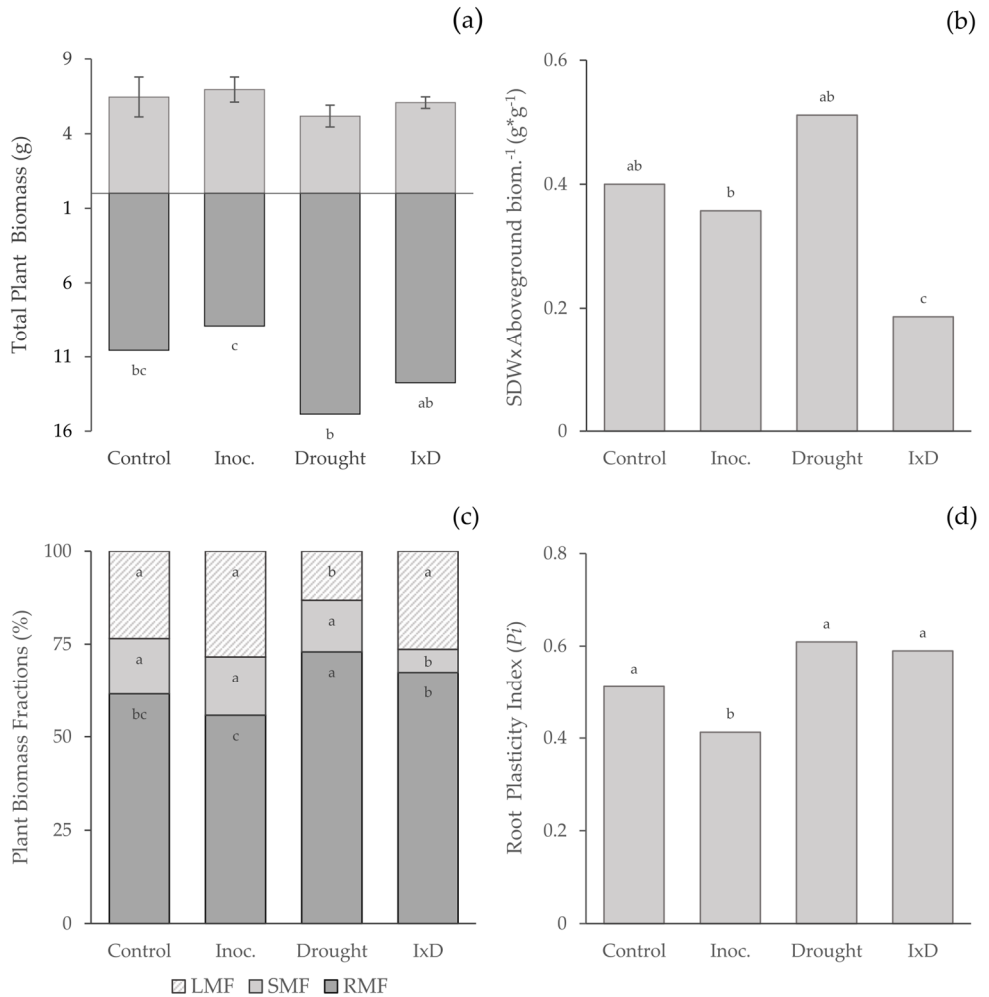 (a)
Total Plant Biomass (g)
9
4
1
6
11
16
bc
c
b
ab
Control Inoc. Drought IxD
(b)
SDWxAboveground biom.-1 (g*g-1)
0.6
0.4
0.2
0
ab
b
ab
c
Control Inoc. Drought IxD
(c)
Plant Biomass Fractions (%)
100
75
50
25
0
a a b a
a a a b
bc c a b
Control Inoc. Drought IxD
LMF SMF RMF
(d)
Root Plasticity Index (Pi)
0.8
0.6
0.4
0.2
0
a
b
a
a
Control Inoc. Drought IxD